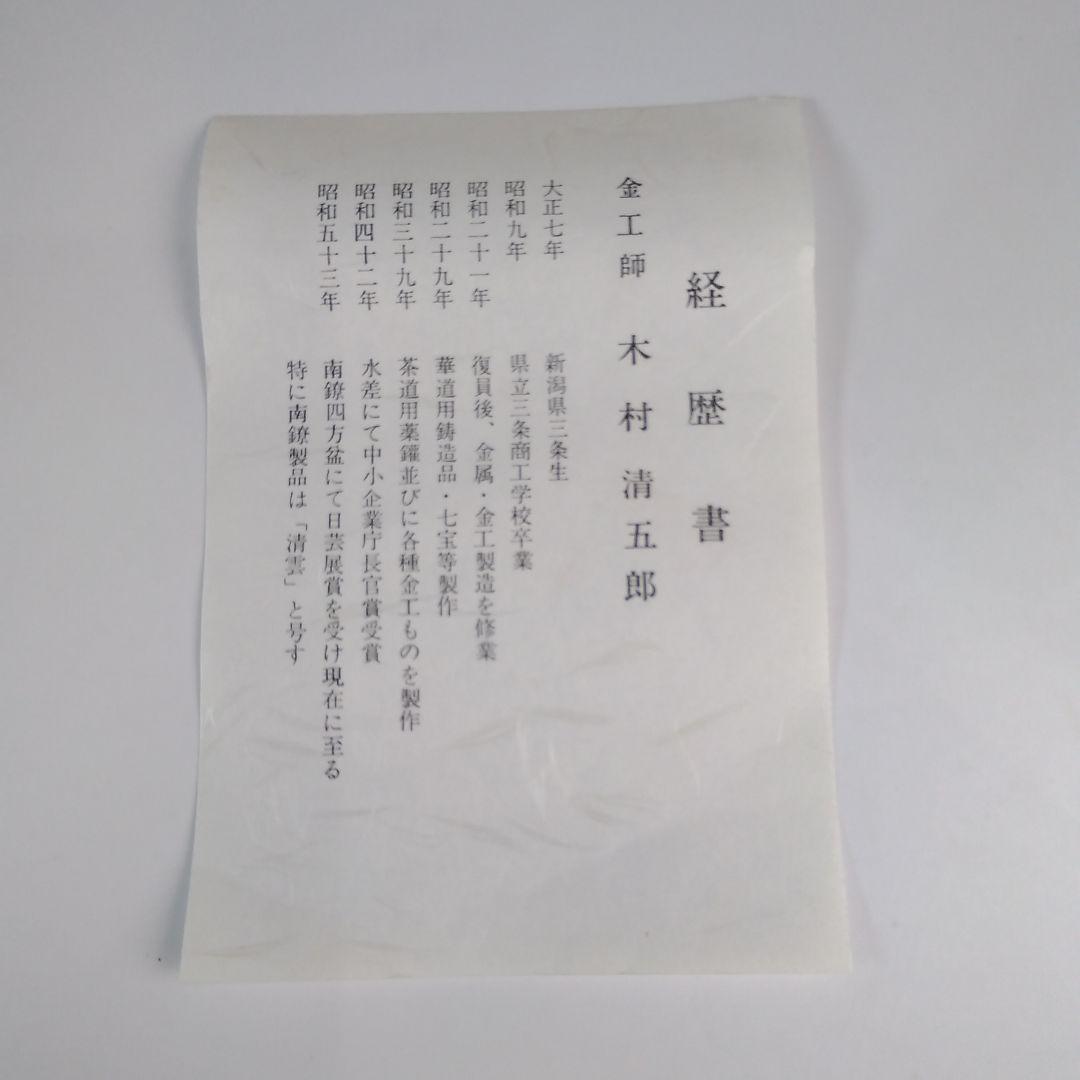 経歴書
金工師 木村清五郎
大正七年 新潟県三条生
昭和九年 県立三条商工学校卒業
昭和二十一年 復員後、金属・金工製造を修業
昭和二十九年 華道用鋳造品・七宝等製作
昭和三十九年 茶道用薬鑵並びに各種金工ものを製作
昭和四十二年 水差にて中小企業庁長官賞受賞
昭和五十三年 南鐐四方盆にて日芸展賞を受け現在に至る
特に南鐐製品は「清雲」と号す